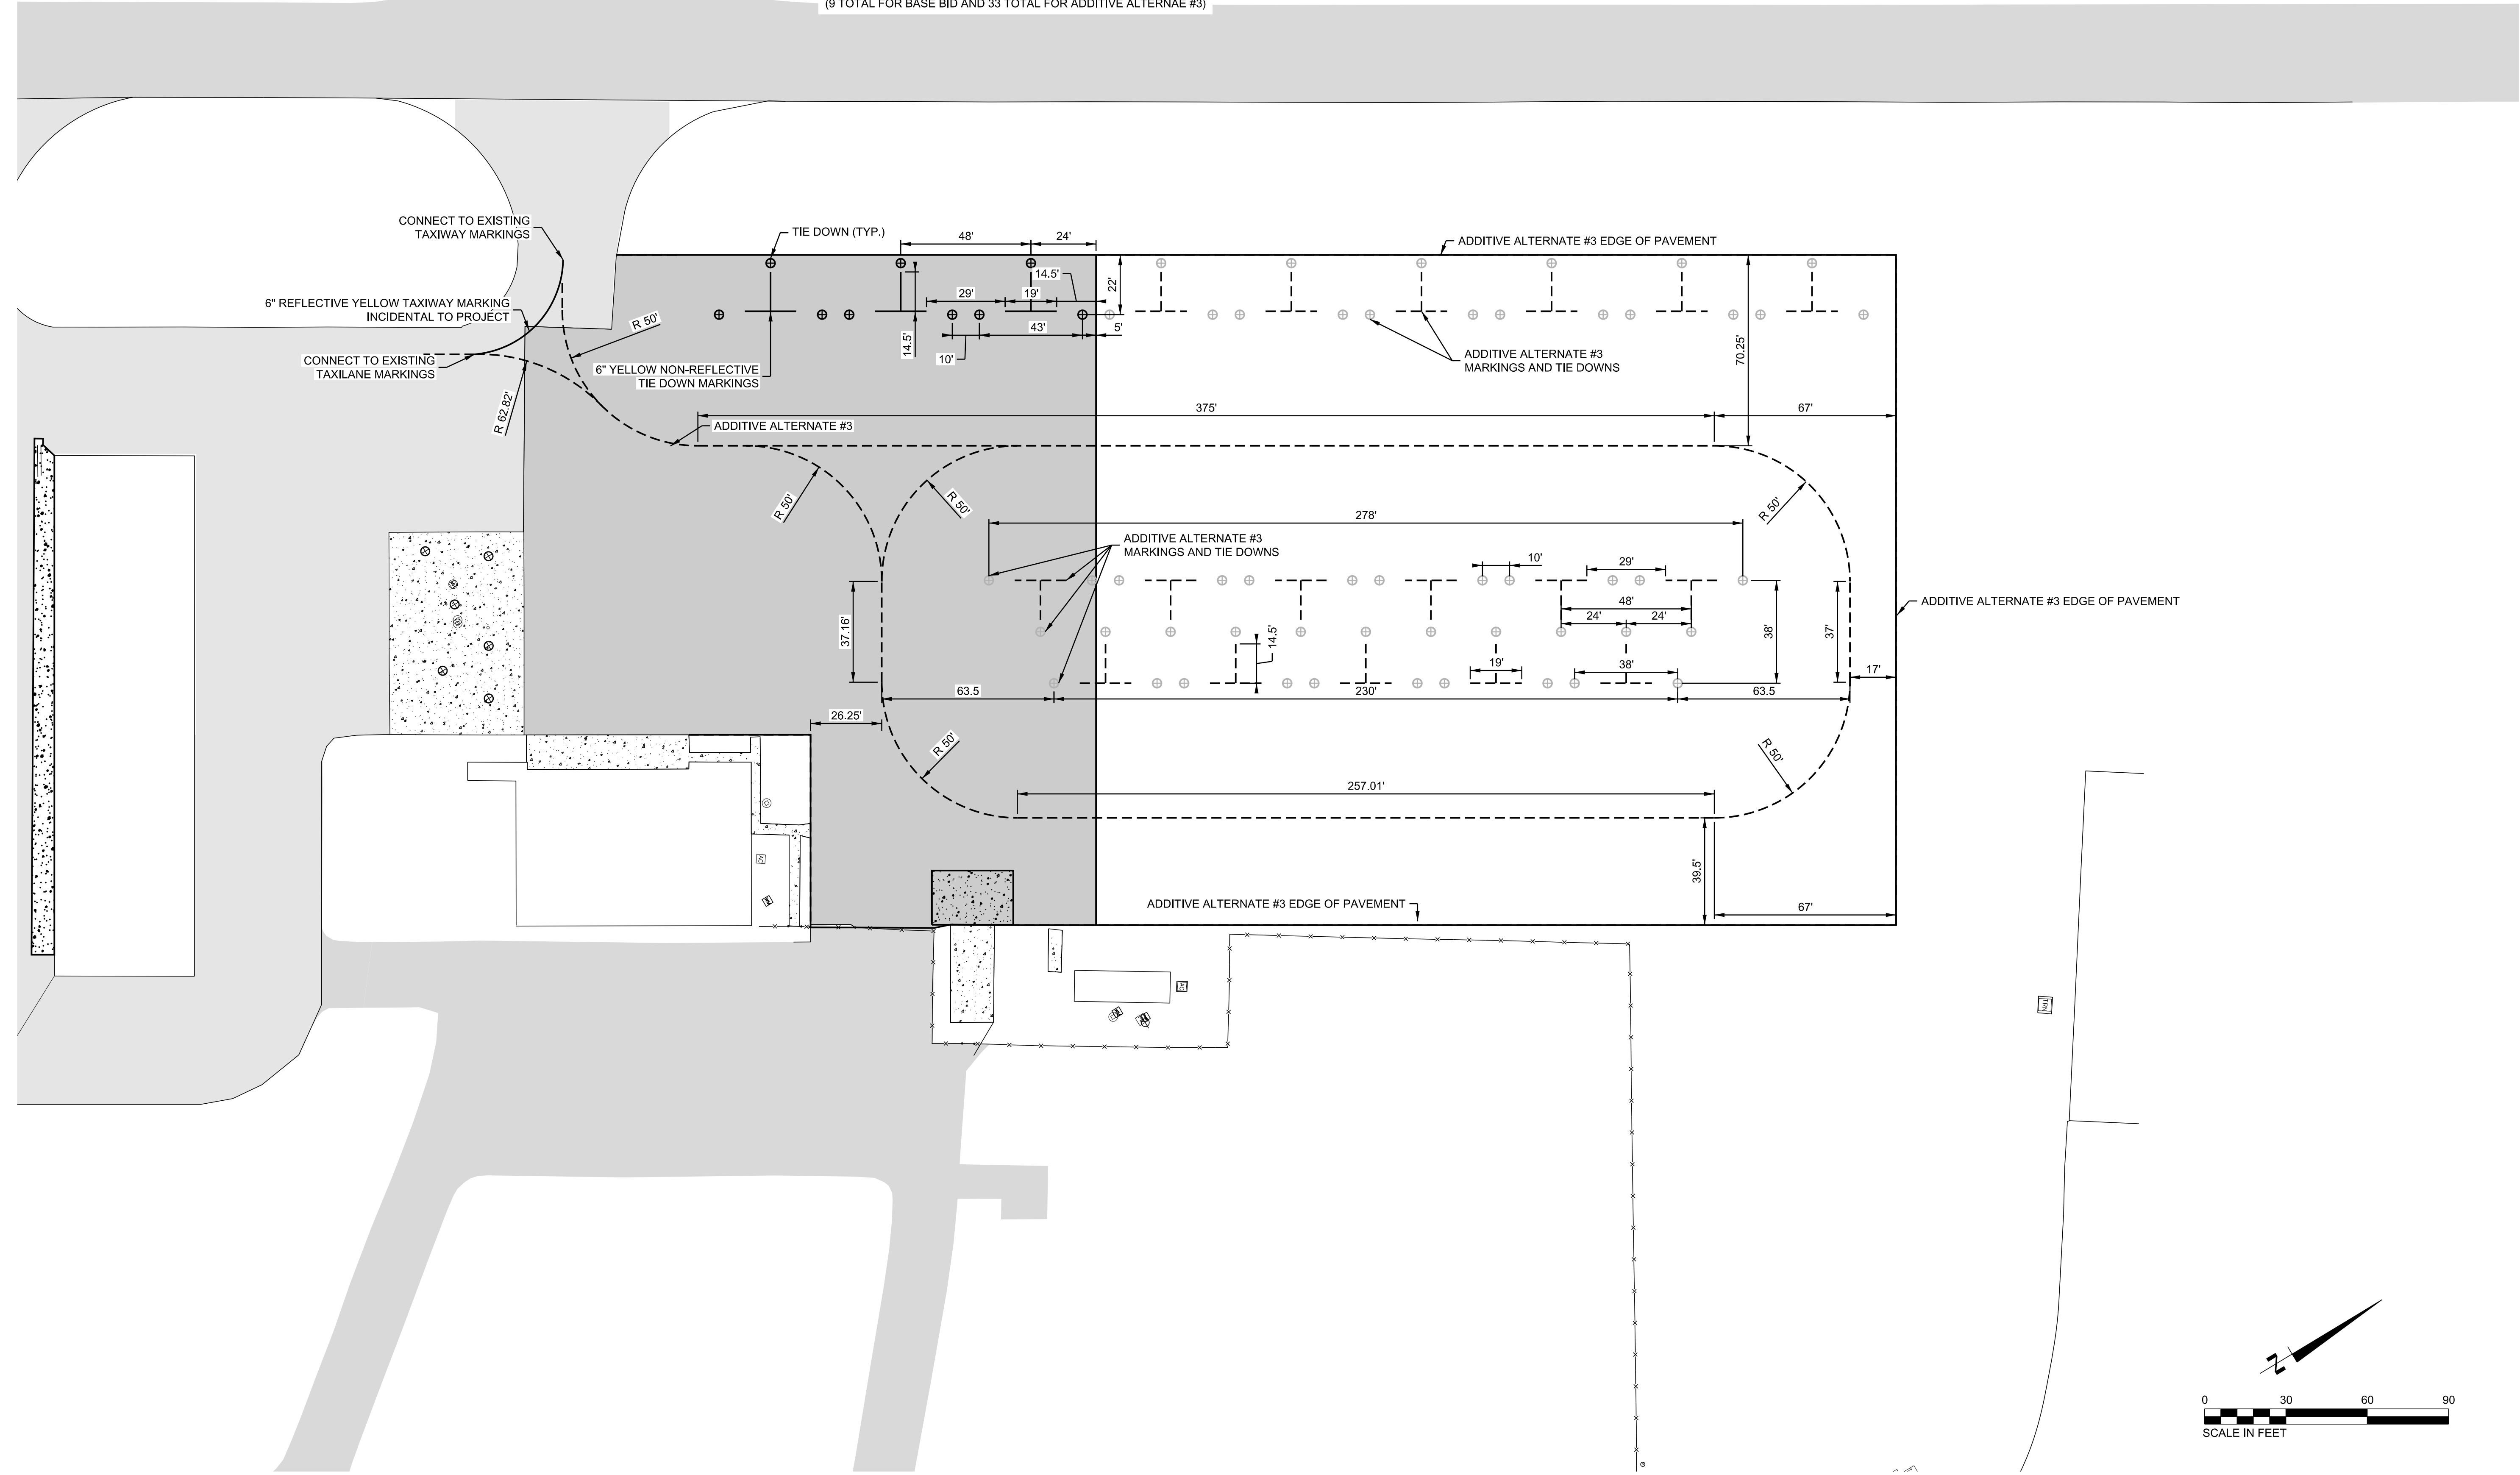 (9 TOTAL FOR BASE BID AND 33 TOTAL FOR ADDITIVE ALTERNAE #3)
CONNECT TO EXISTING
TAXIWAY MARKINGS
TIE DOWN (TYP.)
48'
24'
ADDITIVE ALTERNATE #3 EDGE OF PAVEMENT
14.5'
22'
29'
19'
6" REFLECTIVE YELLOW TAXIWAY MARKING
INCIDENTAL TO PROJECT
R 50'
14.5'
43'
5'
10'
70.25'
CONNECT TO EXISTING
TAXILANE MARKINGS
6" YELLOW NON-REFLECTIVE
TIE DOWN MARKINGS
ADDITIVE ALTERNATE #3
MARKINGS AND TIE DOWNS
R 62.82'
375'
67'
ADDITIVE ALTERNATE #3
R 50'
R 50'
R 50'
278'
ADDITIVE ALTERNATE #3
MARKINGS AND TIE DOWNS
10'
29'
48'
24'
24'
ADDITIVE ALTERNATE #3 EDGE OF PAVEMENT
37.16'
14.5'
38'
37'
19'
38'
17'
63.5
230'
63.5
26.25'
R 50'
R 50'
257.01'
39.5'
AC
ADDITIVE ALTERNATE #3 EDGE OF PAVEMENT
67'
AC
TRN
N
0
30
60
90
SCALE IN FEET